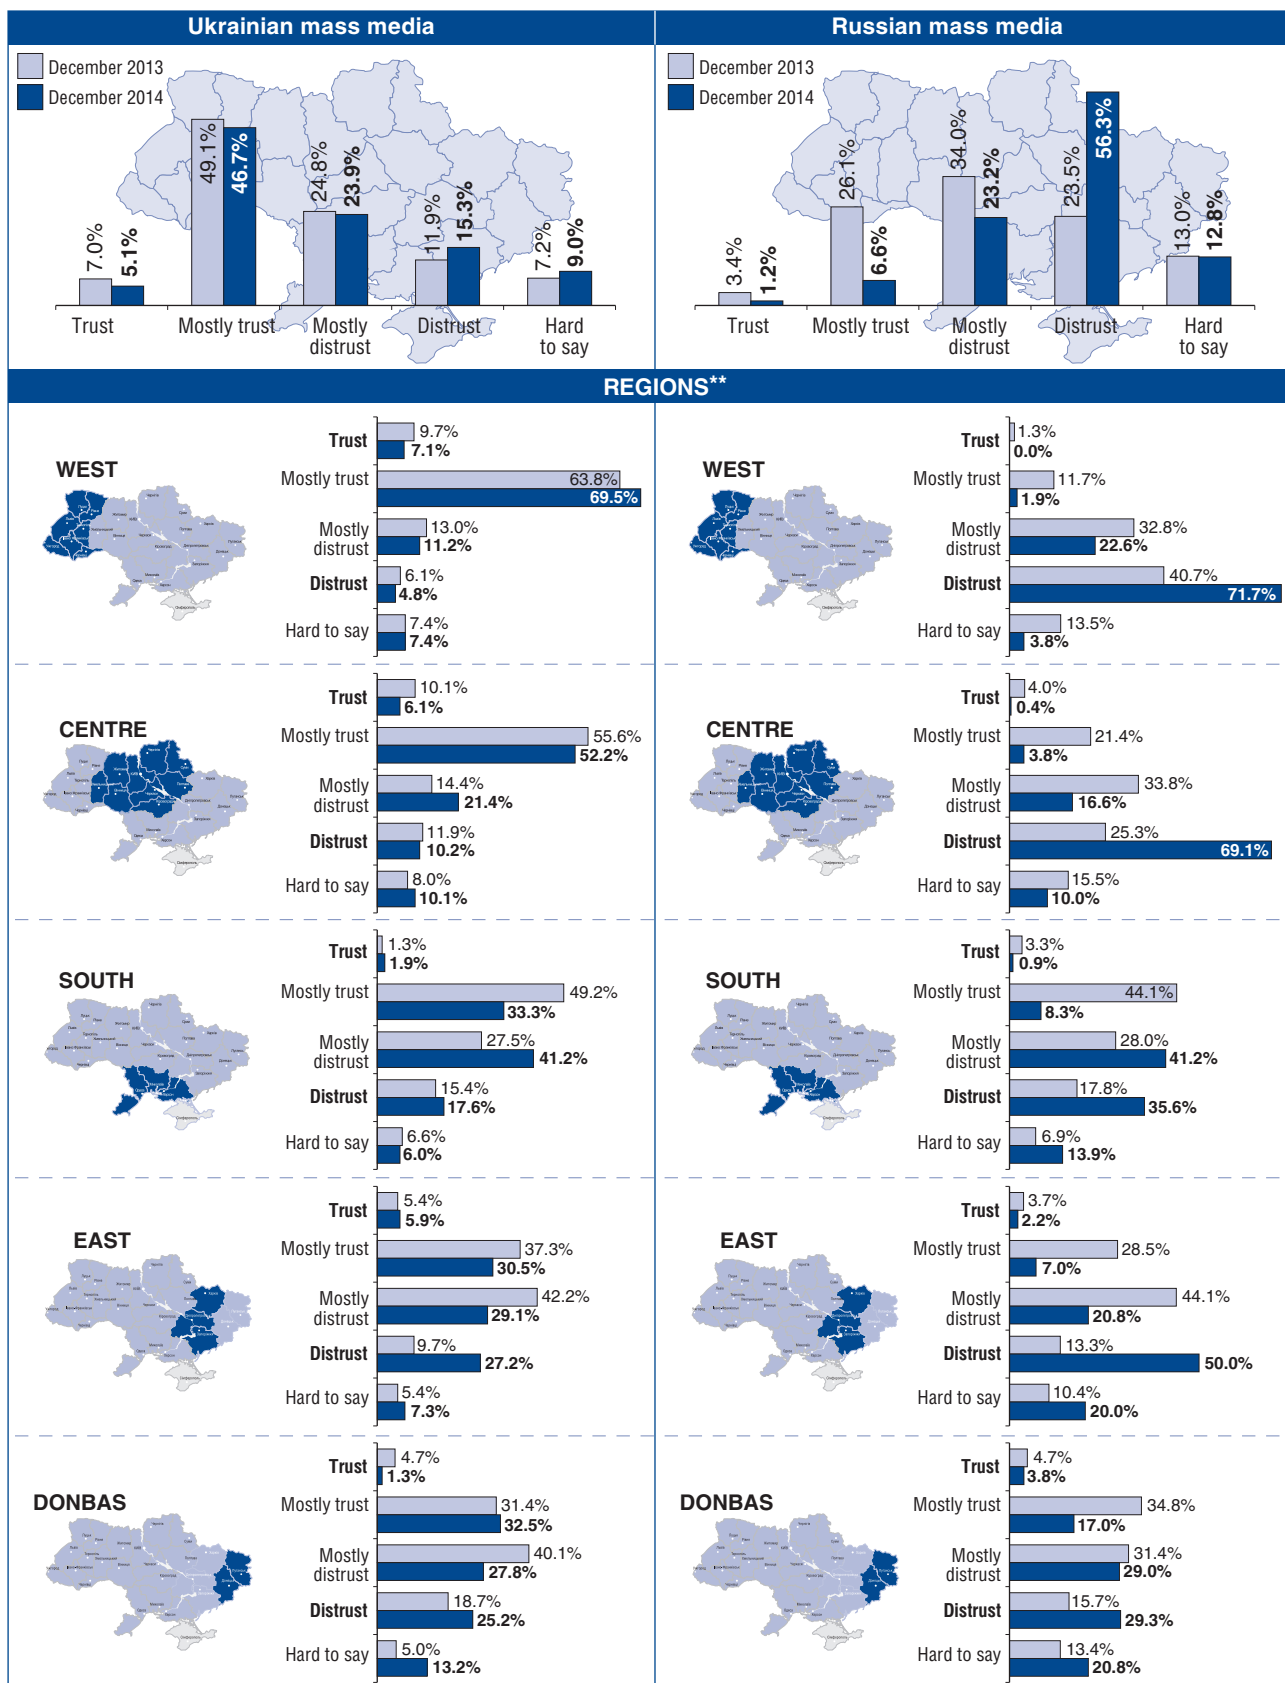 Ukrainian mass media
December 2013
December 2014
7.0%
5.1%
49.1%
46.7%
24.8%
23.9%
11.9%
15.3%
7.2%
9.0%
Trust
Mostly trust
Mostly
distrust
Distrust
Hard
to say
Russian mass media
December 2013
December 2014
3.4%
1.2%
26.1%
6.6%
34.0%
23.2%
23.5%
56.3%
13.0%
12.8%
Trust
Mostly trust
Mostly
distrust
Distrust
Hard
to say
REGIONS**
WEST
Trust
9.7%
7.1%
Mostly trust
63.8%
69.5%
Mostly
distrust
13.0%
11.2%
Distrust
6.1%
4.8%
Hard to say
7.4%
7.4%
WEST
Trust
1.3%
0.0%
Mostly trust
11.7%
1.9%
Mostly
distrust
32.8%
22.6%
Distrust
40.7%
71.7%
Hard to say
13.5%
3.8%
CENTRE
Trust
10.1%
6.1%
Mostly trust
55.6%
52.2%
Mostly
distrust
14.4%
21.4%
Distrust
11.9%
10.2%
Hard to say
8.0%
10.1%
CENTRE
Trust
4.0%
0.4%
Mostly trust
21.4%
3.8%
Mostly
distrust
33.8%
16.6%
Distrust
25.3%
69.1%
Hard to say
15.5%
10.0%
SOUTH
Trust
1.3%
1.9%
Mostly trust
49.2%
33.3%
Mostly
distrust
27.5%
41.2%
Distrust
15.4%
17.6%
Hard to say
6.6%
6.0%
SOUTH
Trust
3.3%
0.9%
Mostly trust
44.1%
8.3%
Mostly
distrust
28.0%
41.2%
Distrust
17.8%
35.6%
Hard to say
6.9%
13.9%
EAST
Trust
5.4%
5.9%
Mostly trust
37.3%
30.5%
Mostly
distrust
42.2%
29.1%
Distrust
9.7%
27.2%
Hard to say
5.4%
7.3%
EAST
Trust
3.7%
2.2%
Mostly trust
28.5%
7.0%
Mostly
distrust
44.1%
20.8%
Distrust
13.3%
50.0%
Hard to say
10.4%
20.0%
DONBAS
Trust
4.7%
1.3%
Mostly trust
31.4%
32.5%
Mostly
distrust
40.1%
27.8%
Distrust
18.7%
25.2%
Hard to say
5.0%
13.2%
DONBAS
Trust
4.7%
3.8%
Mostly trust
34.8%
17.0%
Mostly
distrust
31.4%
29.0%
Distrust
15.7%
29.3%
Hard to say
13.4%
20.8%